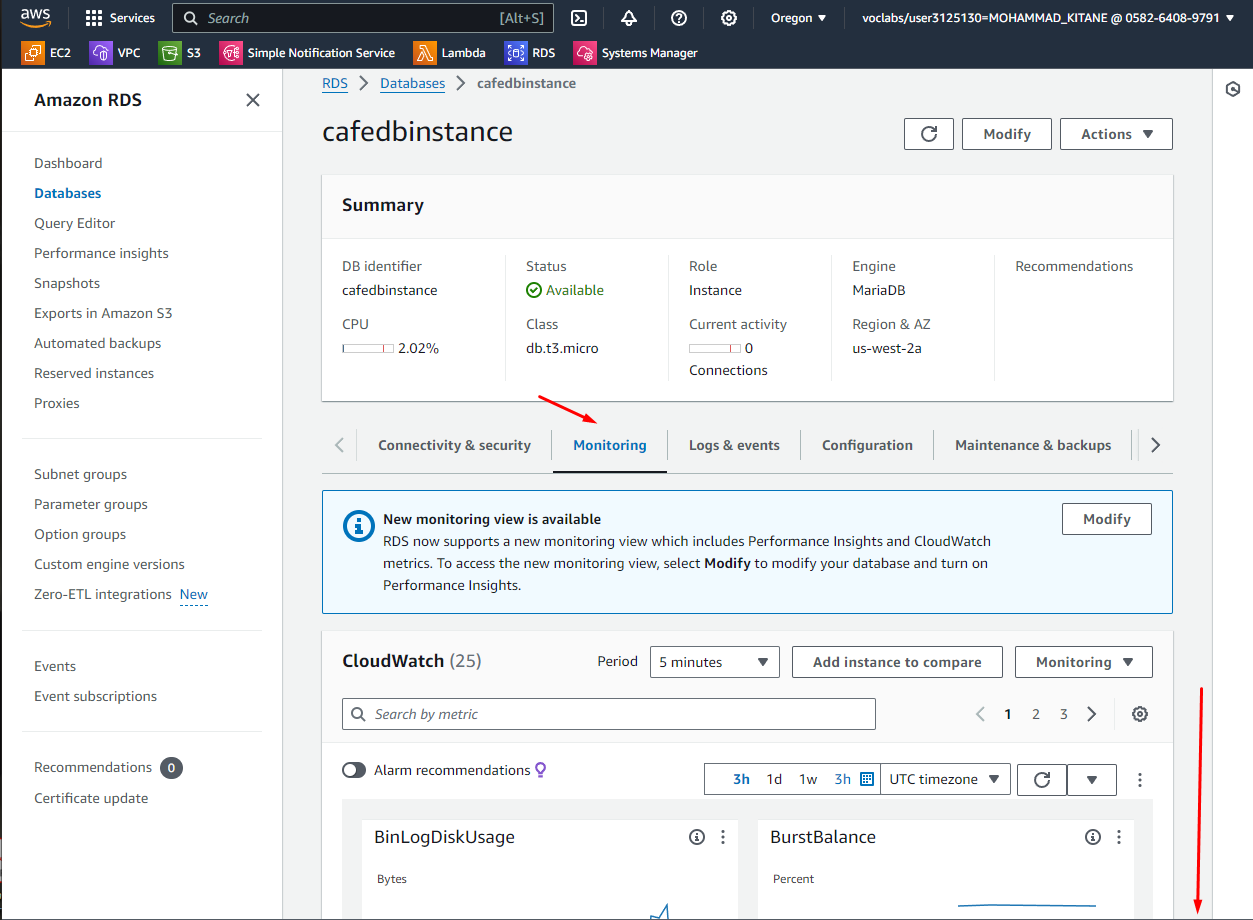 aws
Services
Search [Alt+S]
Oregon
voclabs/user3125130=MOHAMMAD_KITANE @ 0582-6408-9791
EC2
VPC
S3
Simple Notification Service
Lambda
RDS
Systems Manager
Amazon RDS
Dashboard
Databases
Query Editor
Performance insights
Snapshots
Exports in Amazon S3
Automated backups
Reserved instances
Proxies
Subnet groups
Parameter groups
Option groups
Custom engine versions
Zero-ETL integrations New
Events
Event subscriptions
Recommendations 0
Certificate update
RDS
Databases
cafedbinstance
cafedbinstance
Modify
Actions
Summary
DB identifier
cafedbinstance
CPU
2.02%
Status
Available
Class
db.t3.micro
Role
Instance
Current activity
0
Connections
Engine
MariaDB
Region & AZ
us-west-2a
Recommendations
Connectivity & security
Monitoring
Logs & events
Configuration
Maintenance & backups
New monitoring view is available
RDS now supports a new monitoring view which includes Performance Insights and CloudWatch
metrics. To access the new monitoring view, select Modify to modify your database and turn on
Performance Insights.
Modify
CloudWatch (25)
Period
5 minutes
Add instance to compare
Monitoring
Search by metric
1 2 3
Alarm recommendations
3h 1d 1w 3h
UTC timezone
BinLogDiskUsage
Bytes
BurstBalance
Percent